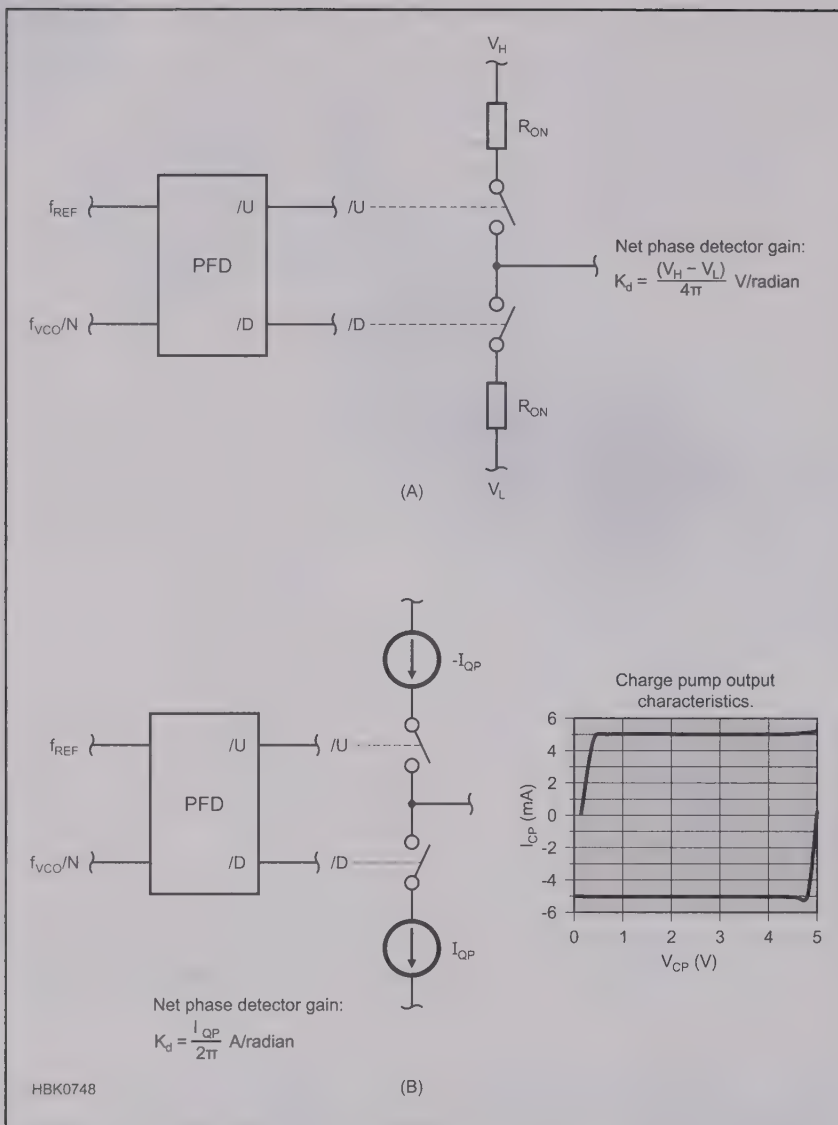 V_H
R_ON
f_REF
/U
/U
PFD
Net phase detector gain:
K_d = (V_H – V_L) / 4π V/radian
f_VCO/N
/D
/D
R_ON
(A)
V_L
-I_QP
Charge pump output
characteristics.
f_REF
/U
/U
PFD
f_VCO/N
/D
/D
I_QP
6
4
2
0
-2
-4
-6
I_CP (mA)
0 1 2 3 4 5
V_CP (V)
Net phase detector gain:
K_d = I_QP / 2π A/radian
HBK0748
(B)